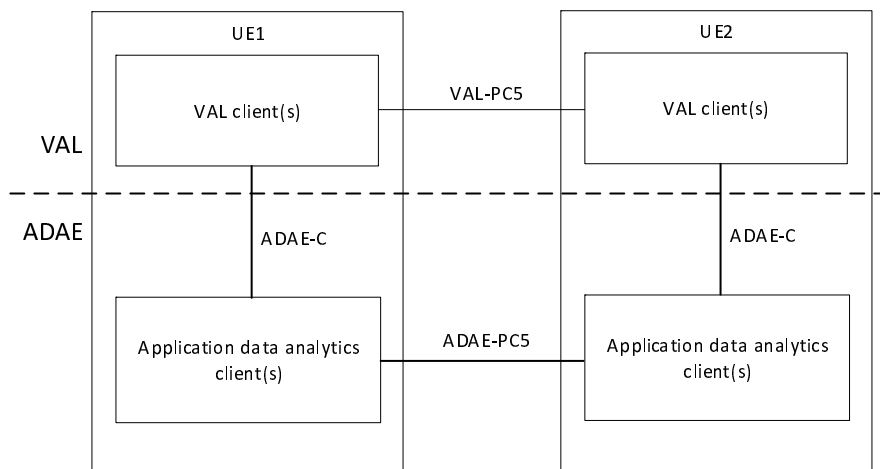 UE1
UE2
VAL client(s)
VAL-PC5
VAL client(s)
VAL
ADAE
ADAE-C
ADAE-C
Application data analytics
client(s)
ADAE-PC5
Application data analytics
client(s)